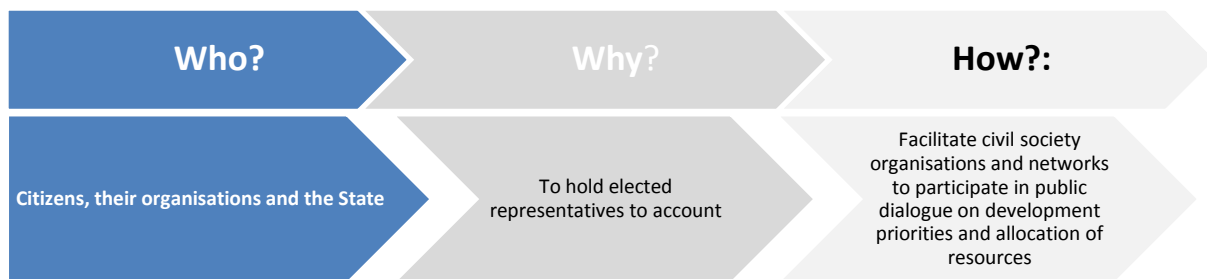 Who?
Why?
How?:
Citizens, their organisations and the State
To hold elected
representatives to account
Facilitate civil society
organisations and networks
to participate in public
dialogue on development
priorities and allocation of
resources